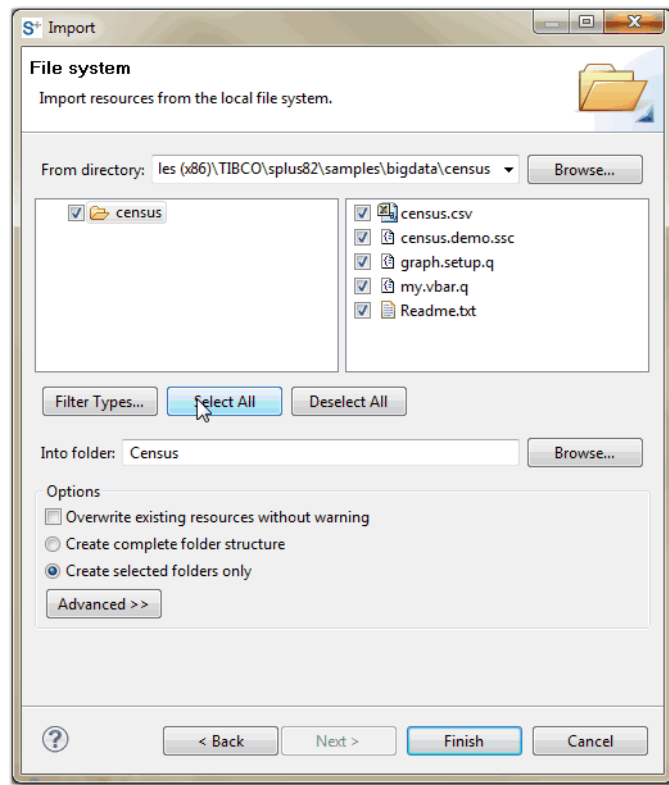 S+ Import
File system
Import resources from the local file system.
From directory: les (x86)\TIBCO\splus82\samples\bigdata\census
Browse...
census
census.csv
census.demo.ssc
graph.setup.q
my.vbar.q
Readme.txt
Filter Types... Select All Deselect All
Into folder: Census Browse...
Options
Overwrite existing resources without warning
Create complete folder structure
Create selected folders only
Advanced >>
? < Back Next > Finish Cancel